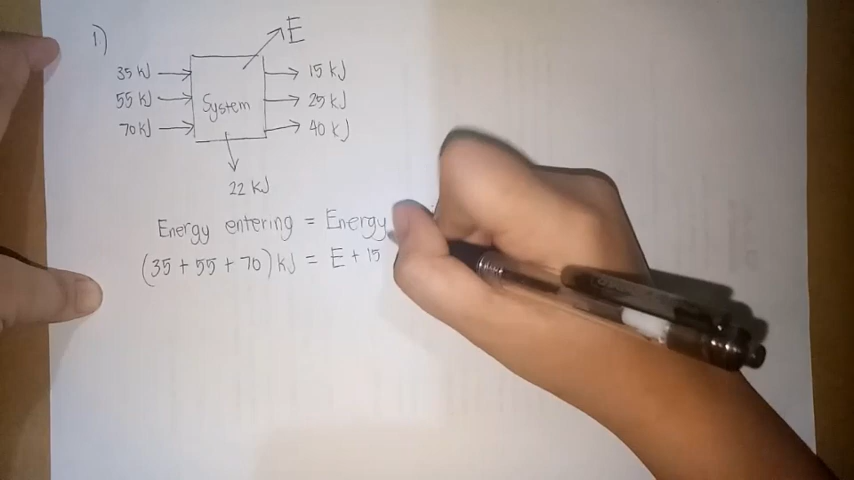 1)
E
35 kJ
15 kJ
55 kJ
System
25 kJ
70 kJ
40 kJ
22 kJ
Energy entering = Energy
(35 + 55 + 70) kJ = E + 15